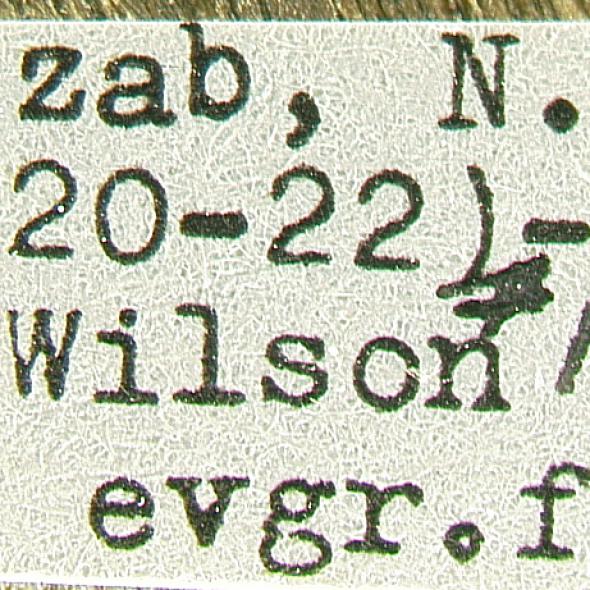 zab, N.
20-22)-
Wilson /
evgr.f